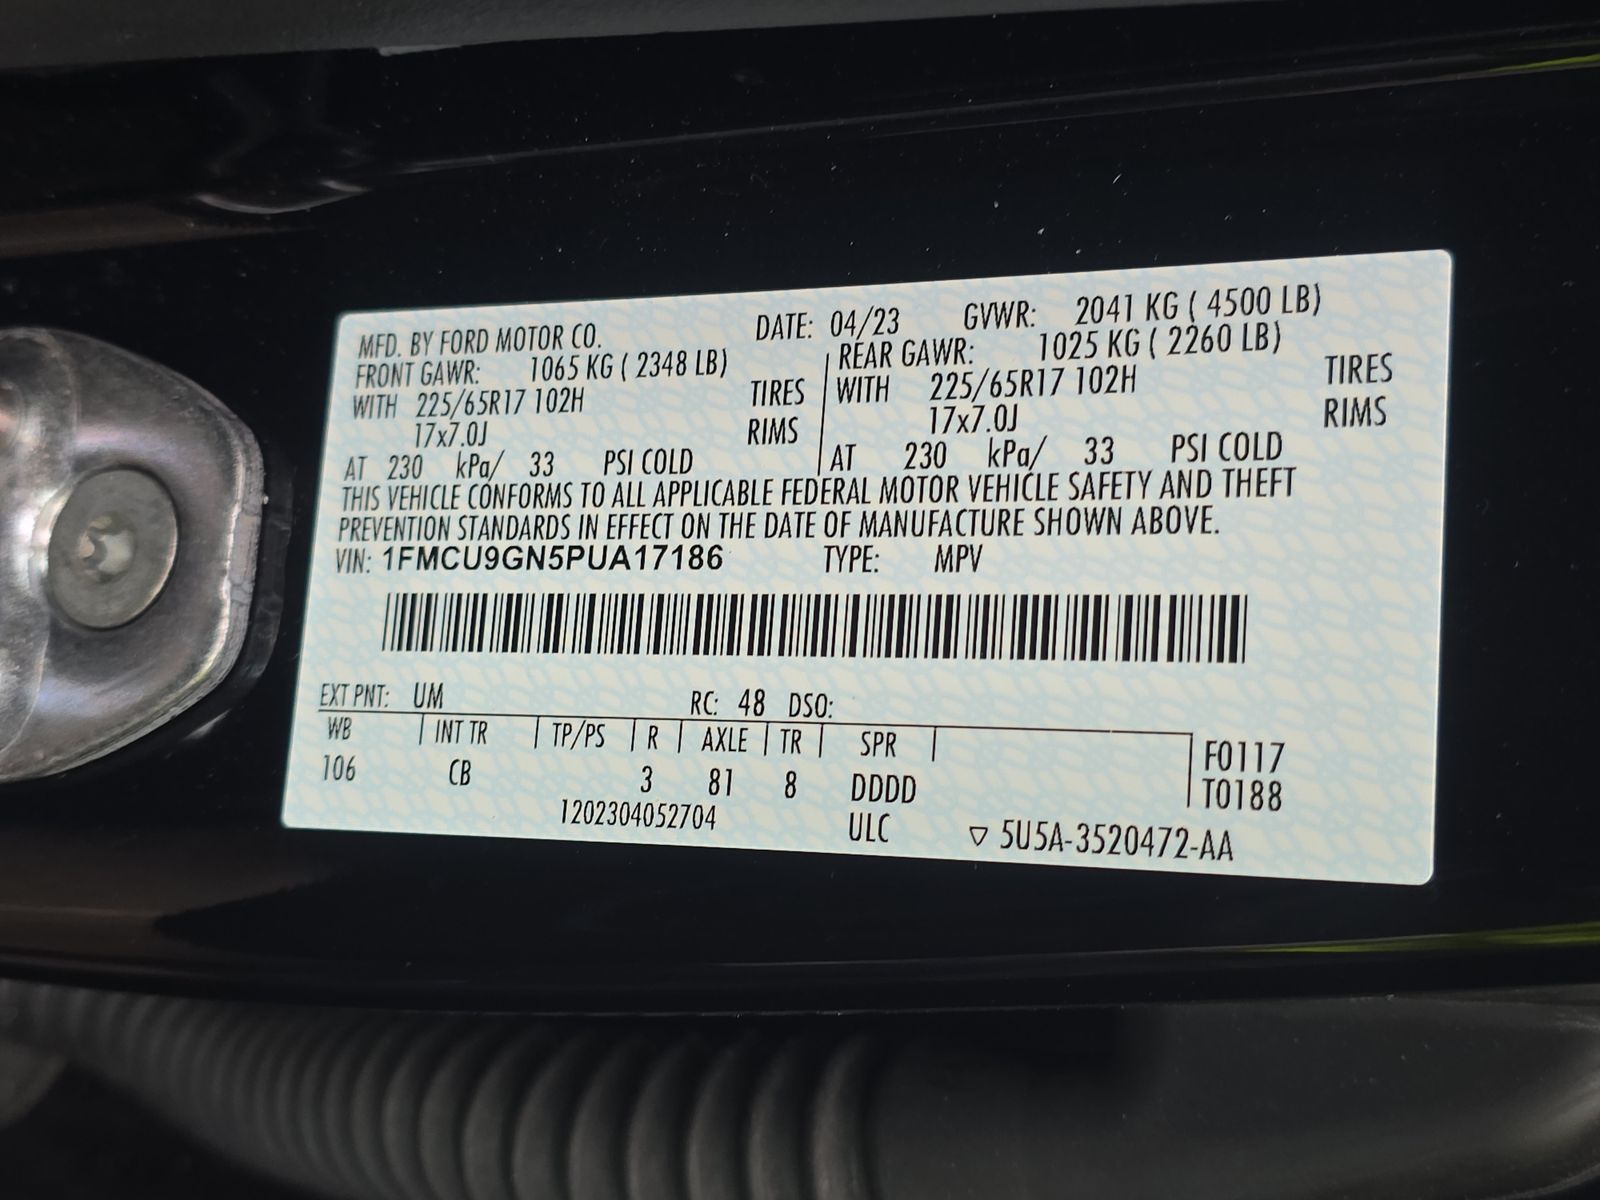 MFD. BY FORD MOTOR CO. DATE: 04/23 GVWR: 2041 KG ( 4500 LB)
FRONT GAWR: 1065 KG ( 2348 LB) REAR GAWR: 1025 KG ( 2260 LB)
WITH 225/65R17 102H TIRES WITH 225/65R17 102H TIRES
17x7.0J RIMS 17x7.0J RIMS
AT 230 kPa/ 33 PSI COLD AT 230 kPa/ 33 PSI COLD
THIS VEHICLE CONFORMS TO ALL APPLICABLE FEDERAL MOTOR VEHICLE SAFETY AND THEFT
PREVENTION STANDARDS IN EFFECT ON THE DATE OF MANUFACTURE SHOWN ABOVE.
VIN: 1FMCU9GN5PUA17186 TYPE: MPV
EXT PNT: UM RC: 48 DSO:
WB INT TR TP/PS R AXLE TR SPR F0117
106 CB 3 81 8 DDDD T0188
1202304052704 ULC ▽ 5U5A-3520472-AA